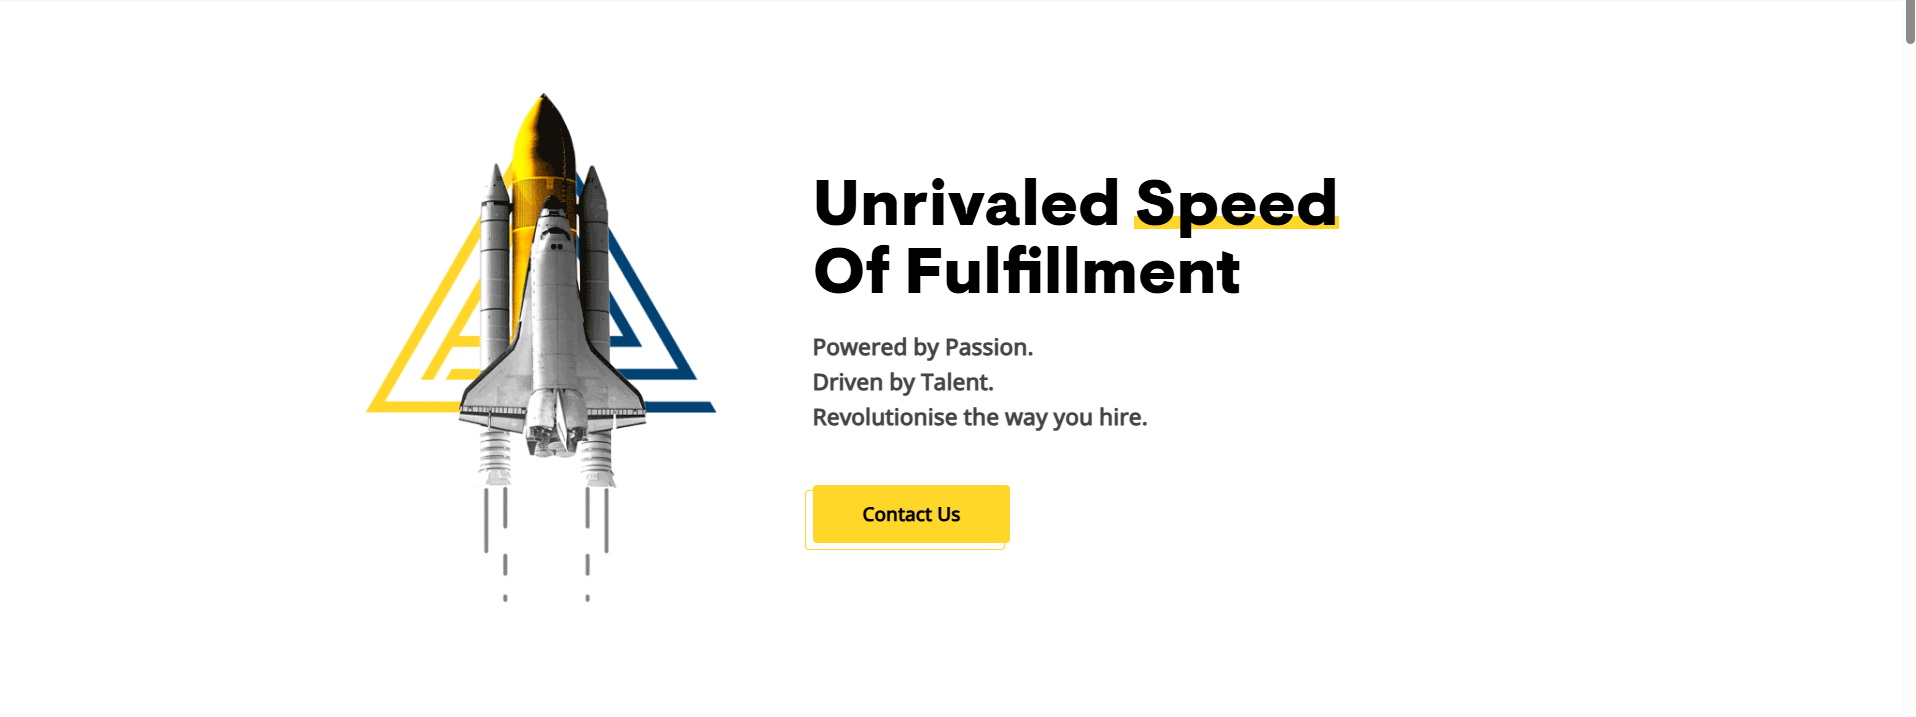 Unrivaled Speed
Of Fulfillment
Powered by Passion.
Driven by Talent.
Revolutionise the way you hire.
Contact Us